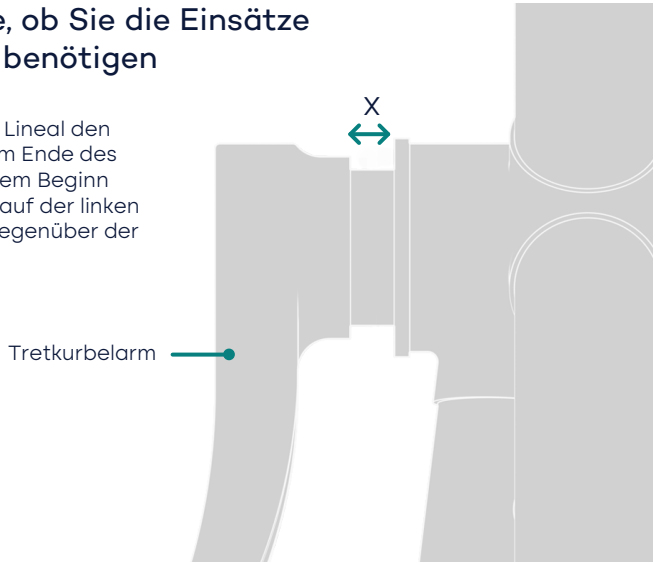 e, ob Sie die Einsätze
benötigen
X
Lineal den
m Ende des
em Beginn
auf der linken
egenüber der
Tretkurbelarm